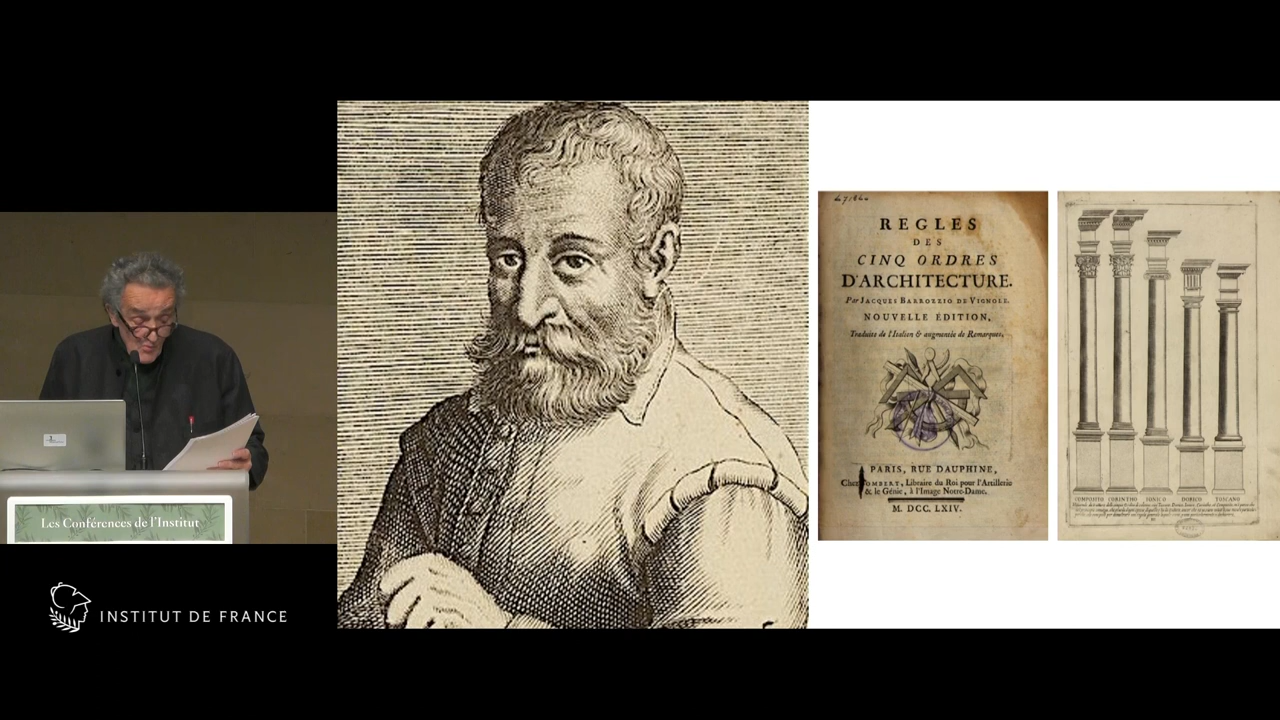 Les Conférences de l'Institut
INSTITUT DE FRANCE
REGLES
DES
CINQ ORDRES
D'ARCHITECTURE.
Par JACQUES BARROZZIO DE VIGNOLE.
NOUVELLE ÉDITION,
Traduite de l'Italien & augmentée de Remarques.
PARIS, RUE DAUPHINE,
Chez JOMBERT, Libraire du Roi pour l'Artillerie
& le Génie, à l'Image Notre-Dame.
M. DCC. LXIV.
COMPOSITO CORINTHO IONICO DORICO TUSCANO